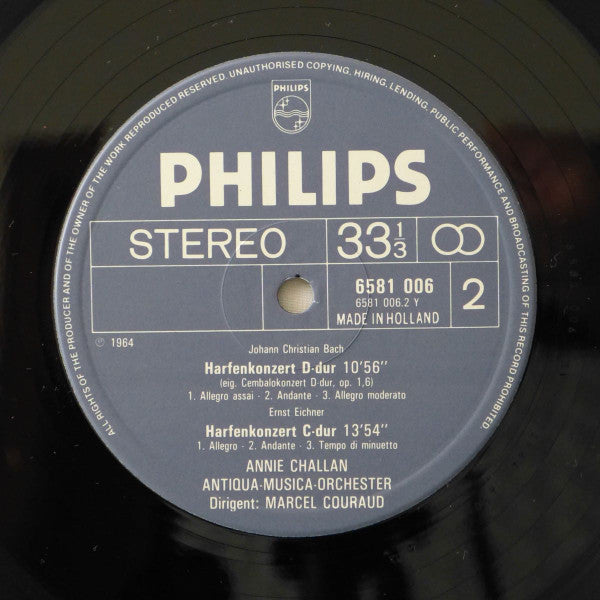 ALL RIGHTS OF THE PRODUCER AND OF THE OWNER OF THE WORK REPRODUCED RESERVED. UNAUTHORISED COPYING, HIRING, LENDING, PUBLIC PERFORMANCE AND BROADCASTING OF THIS RECORD PROHIBITED
PHILIPS
PHILIPS
STEREO 33 1/3
6581 006
6581 006.2 Y
MADE IN HOLLAND
2
℗ 1964
Johann Christian Bach
Harfenkonzert D-dur 10'56"
(eig. Cembalokonzert D-dur, op. 1,6)
1. Allegro assai · 2. Andante · 3. Allegro moderato
Ernst Eichner
Harfenkonzert C-dur 13'54"
1. Allegro · 2. Andante · 3. Tempo di minuetto
ANNIE CHALLAN
ANTIQUA-MUSICA-ORCHESTER
Dirigent: MARCEL COURAUD